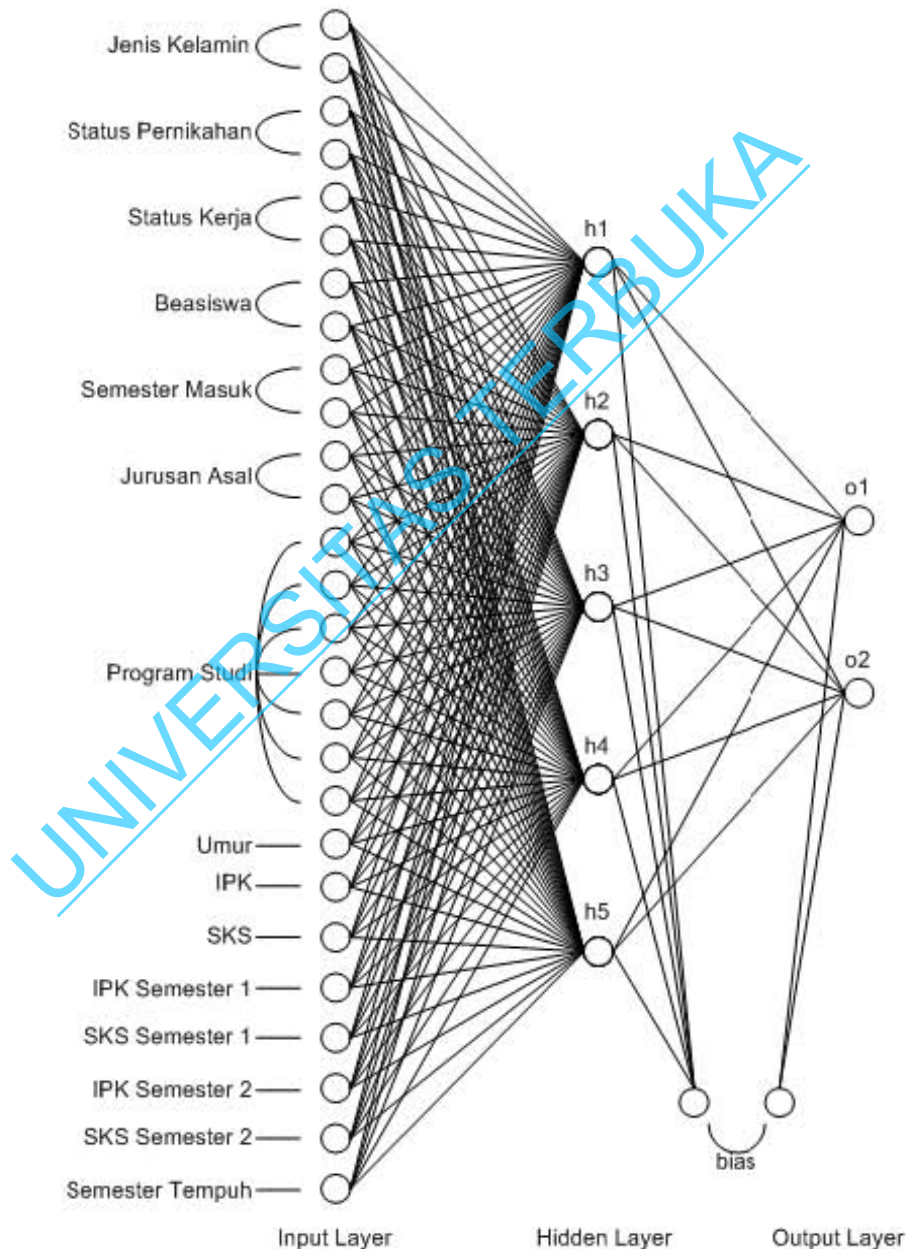 Jenis Kelamin
Status Pernikahan
Status Kerja
Beasiswa
Semester Masuk
Jurusan Asal
Program Studi
Umur
IPK
SKS
IPK Semester 1
SKS Semester 1
IPK Semester 2
SKS Semester 2
Semester Tempuh
h1
h2
h3
h4
h5
o1
o2
bias
Input Layer
Hidden Layer
Output Layer
UNIVERSITAS TERBUKA